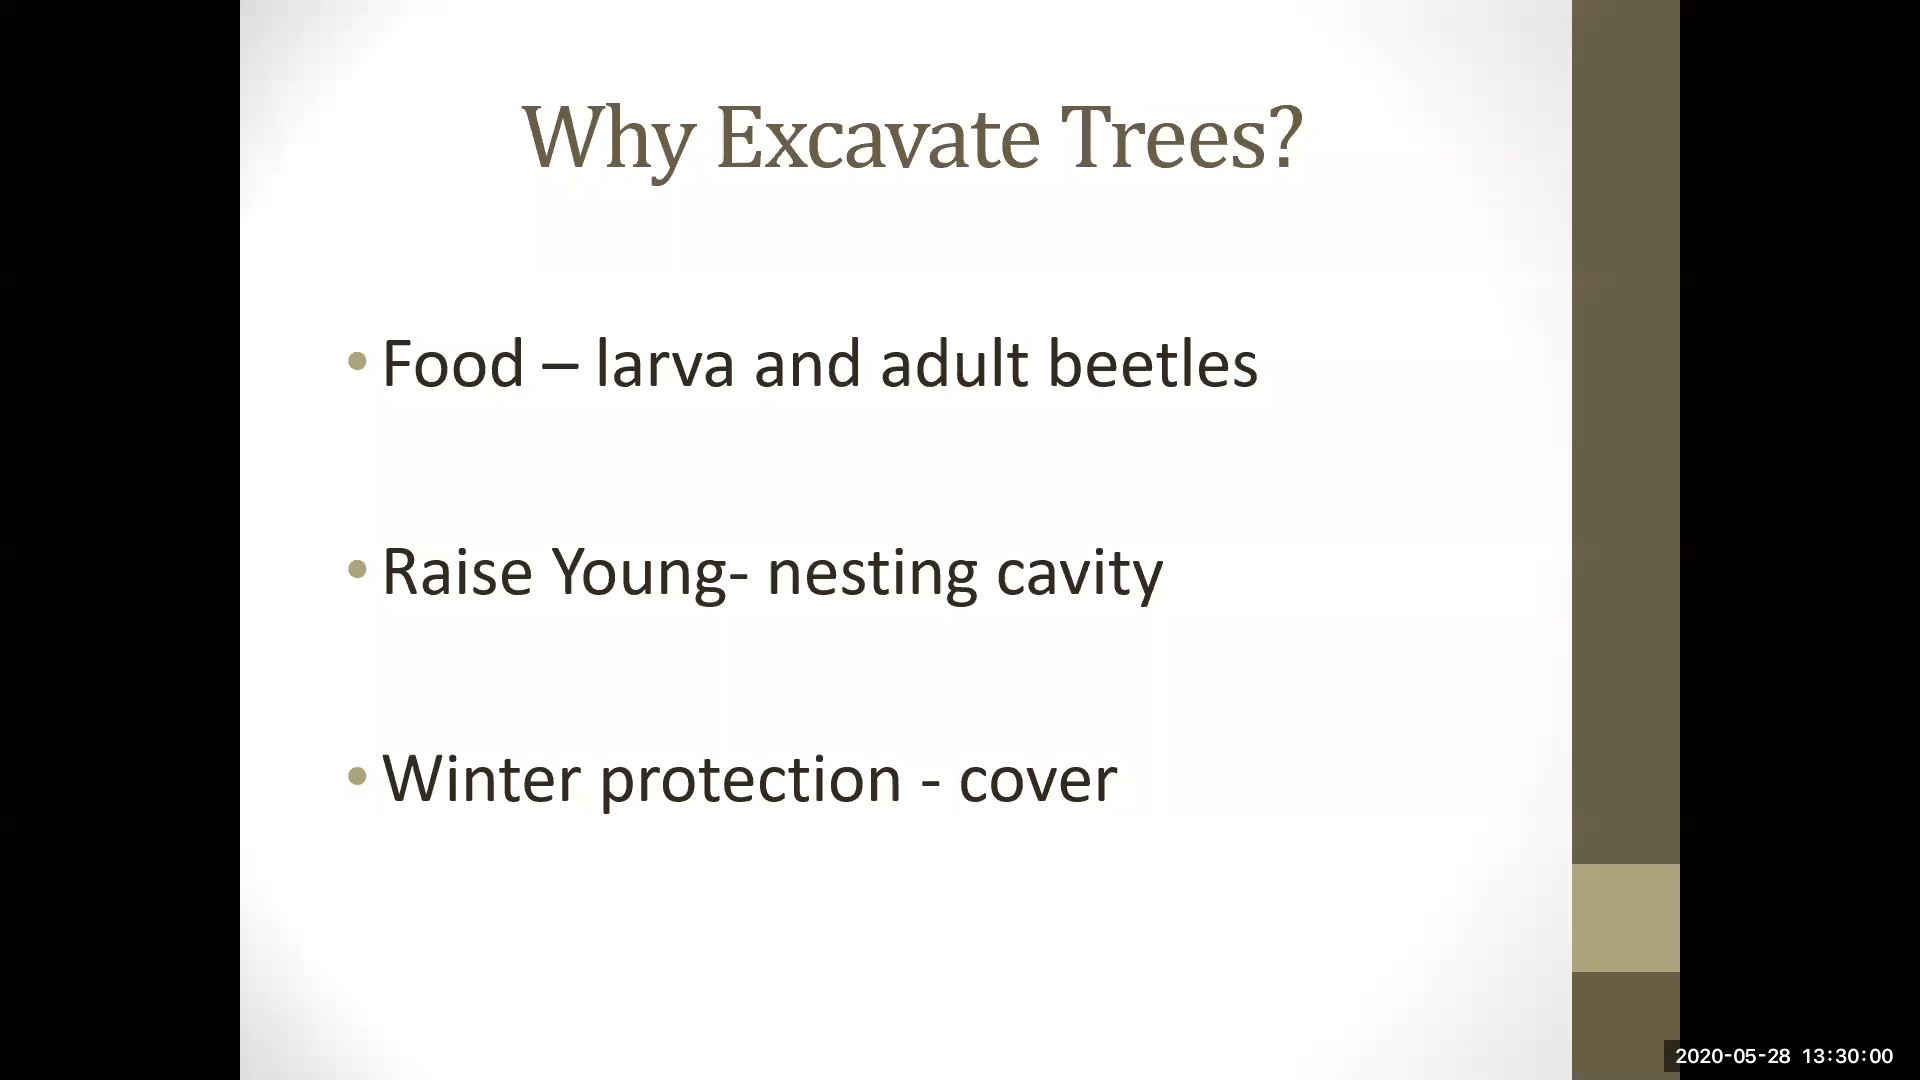 Why Excavate Trees?
• Food – larva and adult beetles
• Raise Young- nesting cavity
• Winter protection - cover
2020-05-28 13:30:00